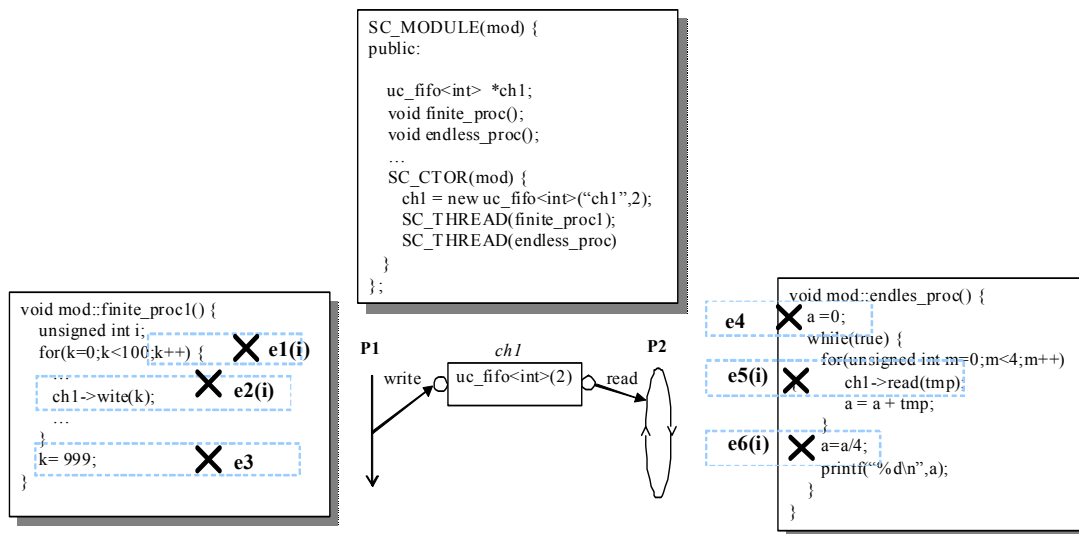 SC_MODULE(mod) {
public:
uc_fifo<int> *ch1;
void finite_proc();
void endless_proc();
…
SC_CTOR(mod) {
ch1 = new uc_fifo<int>(“ch1”,2);
SC_THREAD(finite_proc1);
SC_THREAD(endless_proc)
}
};
void mod::finite_proc1() {
unsigned int i;
for(k=0;k<100;k++) {
e1(i)
…
ch1->wite(k);
e2(i)
…
}
k= 999;
e3
}
P1
write
ch1
uc_fifo<int>(2)
read
P2
void mod::endles_proc() {
e4
a =0;
while(true) {
for(unsigned int m=0;m<4;m++)
{
e5(i)
ch1->read(tmp)
a = a + tmp;
}
e6(i)
a=a/4;
printf(“%d\n”,a);
}
}